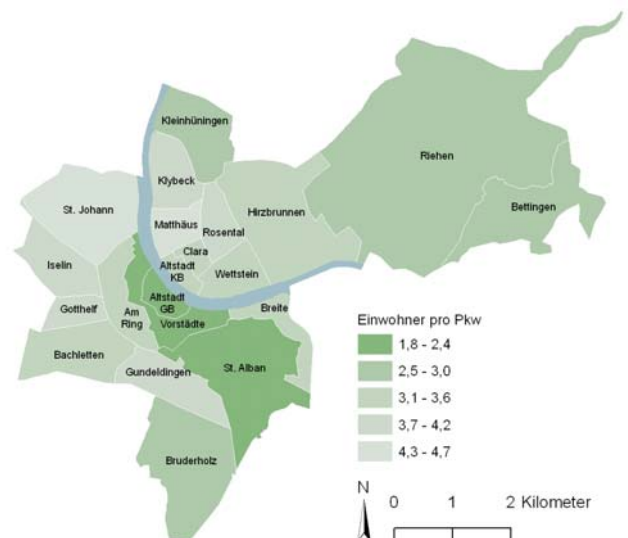 Kleinhüningen
Riehen
Klybeck
Bettingen
St. Johann
Hirzbrunnen
Matthäus
Rosental
Clara
Iselin
Altstadt
KB
Wettstein
Altstadt
GB
Gotthelf
Am
Ring
Breite
Vorstädte
Bachletten
St. Alban
Gundeldingen
Bruderholz
Einwohner pro Pkw
1,8 - 2,4
2,5 - 3,0
3,1 - 3,6
3,7 - 4,2
4,3 - 4,7
N
0 1 2 Kilometer